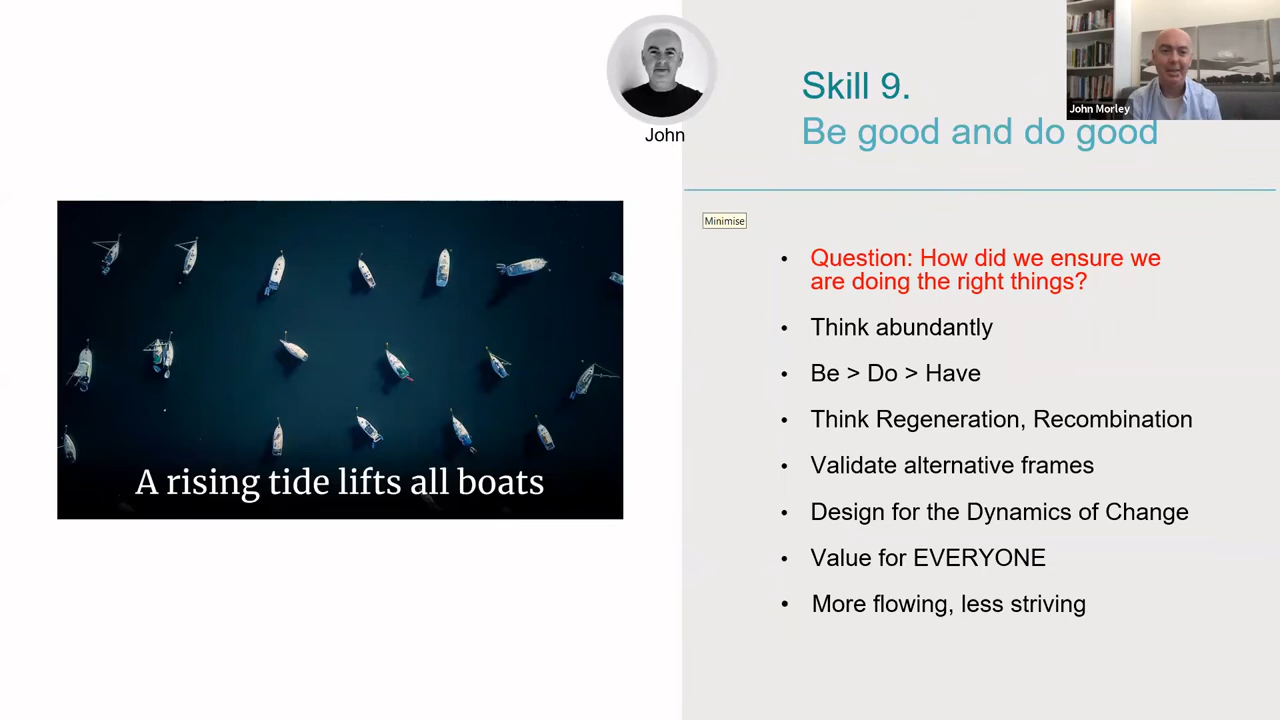 John
Skill 9.
Be good and do good
John Morley
Minimise
A rising tide lifts all boats
• Question: How did we ensure we
are doing the right things?
• Think abundantly
• Be > Do > Have
• Think Regeneration, Recombination
• Validate alternative frames
• Design for the Dynamics of Change
• Value for EVERYONE
• More flowing, less striving